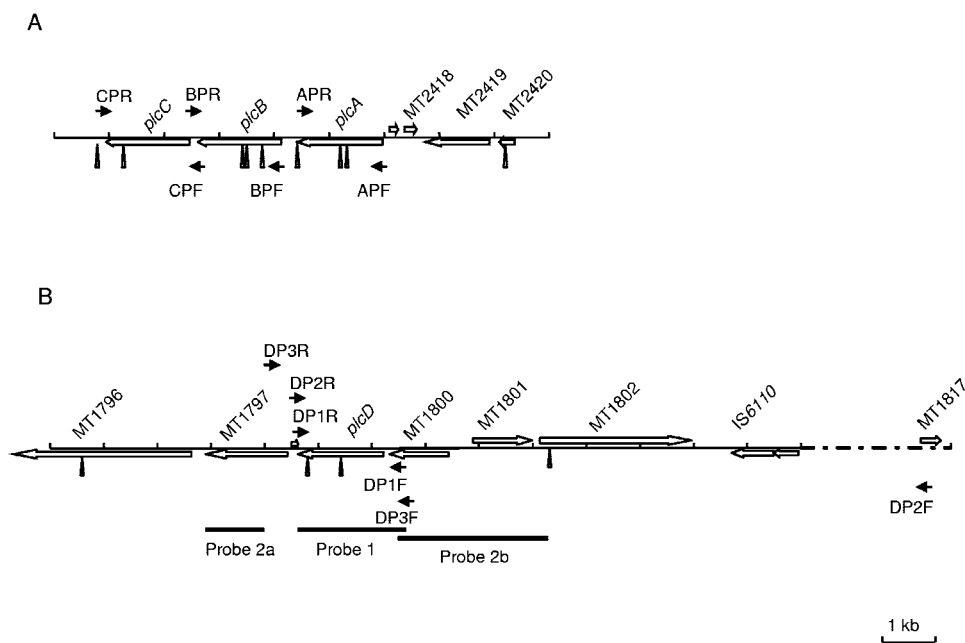 A
CPR
plcC
BPR
plcB
APR
plcA
MT2418
MT2419
MT2420
CPF
BPF
APF
B
DP3R
DP2R
DP1R
MT1796
MT1797
plcD
MT1800
MT1801
MT1802
IS6110
MT1817
DP1F
DP3F
DP2F
Probe 2a
Probe 1
Probe 2b
1 kb